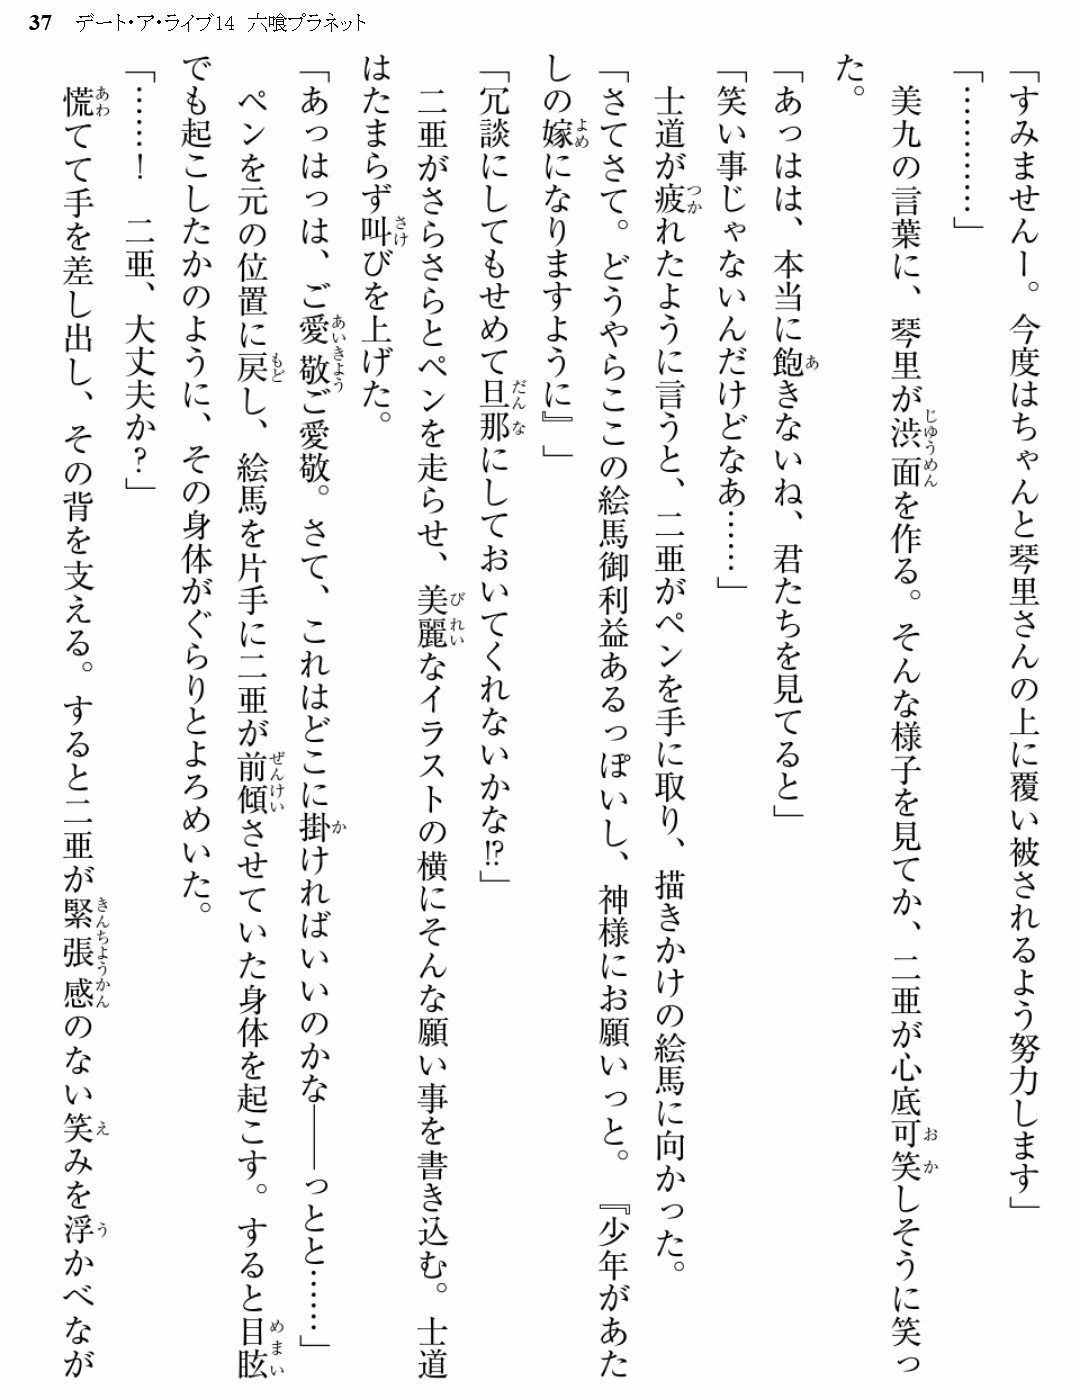 37 デート・ア・ライブ14 六喰プラネット
「すみませんー。今度はちゃんと琴里さんの上に覆い被されるよう努力します」
「…………」
美九の言葉に、琴里が渋面を作る。そんな様子を見てか、二亜が心底可笑しそうに笑っ
た。
「あっはは、本当に飽きないね、君たちを見てると」
「笑い事じゃないんだけどなあ……」
士道が疲れたように言うと、二亜がペンを手に取り、描きかけの絵馬に向かった。
「さてさて。どうやらここの絵馬御利益あるっぽいし、神様にお願いっと。『少年があた
しの嫁になりますように』」
「冗談にしてもせめて旦那にしておいてくれないかな!?」
二亜がさらさらとペンを走らせ、美麗なイラストの横にそんな願い事を書き込む。士道
はたまらず叫びを上げた。
「あっはっは、ご愛敬ご愛敬。さて、これはどこに掛ければいいのかな――っとと……」
ペンを元の位置に戻し、絵馬を片手に二亜が前傾させていた身体を起こす。すると目眩
でも起こしたかのように、その身体がぐらりとよろめいた。
「……！　二亜、大丈夫か？」
慌てて手を差し出し、その背を支える。すると二亜が緊張感のない笑みを浮かべなが